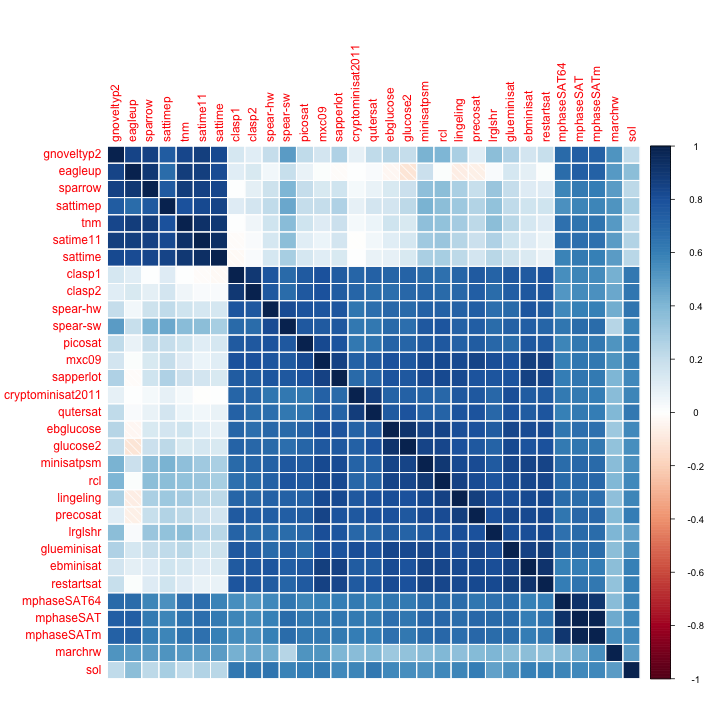 gnoveltyp2
eagleup
sparrow
sattimep
tnm
satime11
sattime
clasp1
clasp2
spear-hw
spear-sw
picosat
mxc09
sapperlot
cryptominisat2011
qutersat
ebglucose
glucose2
minisatpsm
rcl
lingeling
precosat
lrglshr
glueminisat
ebminisat
restartsat
mphaseSAT64
mphaseSAT
mphaseSATm
marchrw
sol
gnoveltyp2
eagleup
sparrow
sattimep
tnm
satime11
sattime
clasp1
clasp2
spear-hw
spear-sw
picosat
mxc09
sapperlot
cryptominisat2011
qutersat
ebglucose
glucose2
minisatpsm
rcl
lingeling
precosat
lrglshr
glueminisat
ebminisat
restartsat
mphaseSAT64
mphaseSAT
mphaseSATm
marchrw
sol
1
0.8
0.6
0.4
0.2
0
-0.2
-0.4
-0.6
-0.8
-1